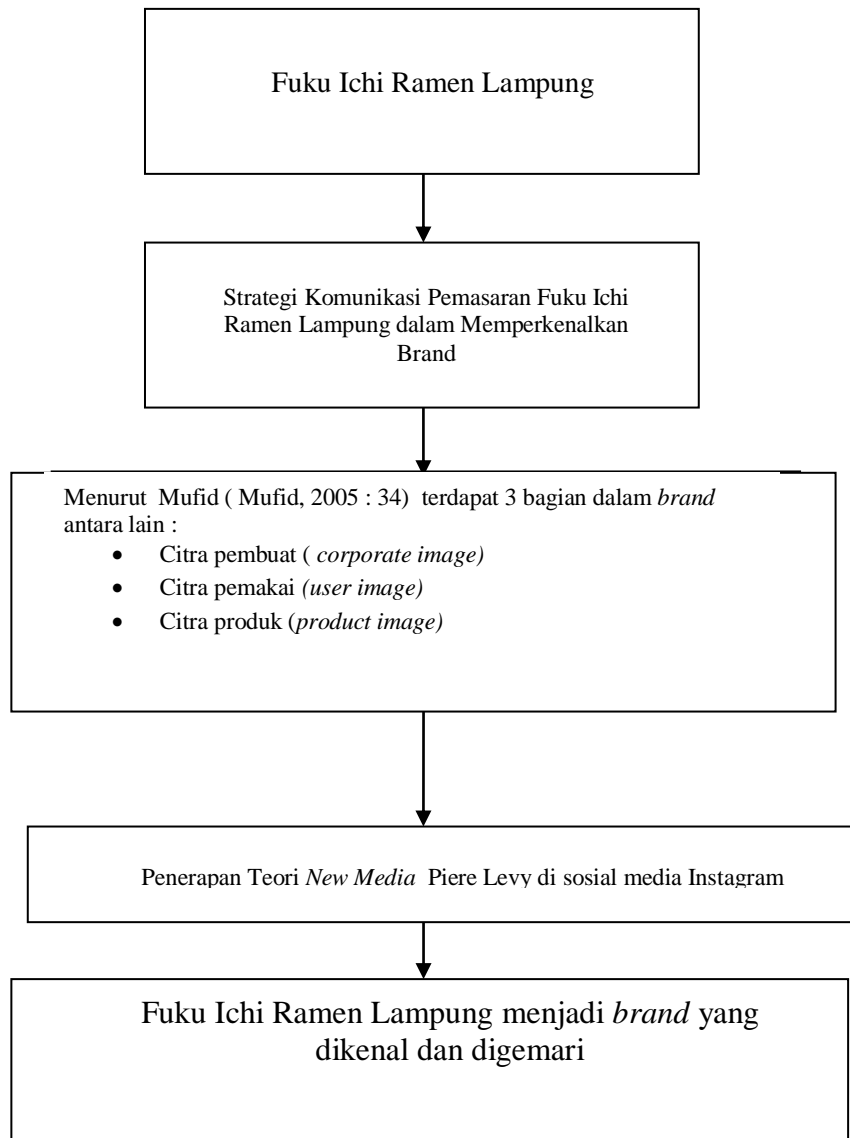 Fuku Ichi Ramen Lampung
Strategi Komunikasi Pemasaran Fuku Ichi
Ramen Lampung dalam Memperkenalkan
Brand
Menurut Mufid ( Mufid, 2005 : 34) terdapat 3 bagian dalam brand
antara lain :
• Citra pembuat ( corporate image)
• Citra pemakai (user image)
• Citra produk (product image)
Penerapan Teori New Media Piere Levy di sosial media Instagram
Fuku Ichi Ramen Lampung menjadi brand yang
dikenal dan digemari